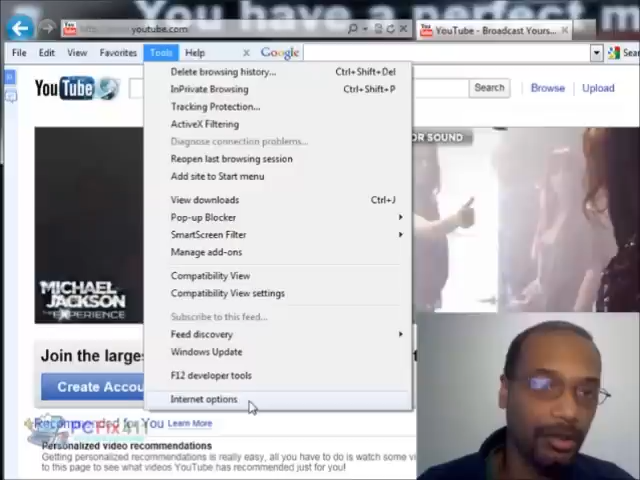 You have a perfect m
youtube.com
YouTube - Broadcast Yours...
File Edit View Favorites Tools Help x Google
Sear
YouTube
Search Browse Upload
Delete browsing history... Ctrl+Shift+Del
InPrivate Browsing Ctrl+Shift+P
Tracking Protection...
ActiveX Filtering
Diagnose connection problems...
Reopen last browsing session
Add site to Start menu
View downloads Ctrl+J
Pop-up Blocker
SmartScreen Filter
Manage add-ons
Compatibility View
Compatibility View settings
Subscribe to this feed...
Feed discovery
Windows Update
F12 developer tools
Internet options
OR SOUND
MICHAEL
JACKSON
THE EXPERIENCE
Join the larges
Create Accou
Recommended for You Learn More
PCFix411
Personalized video recommendations
Getting personalized recommendations is really easy, all you have to do is watch some vi
to this page to see what videos YouTube has recommended just for you!